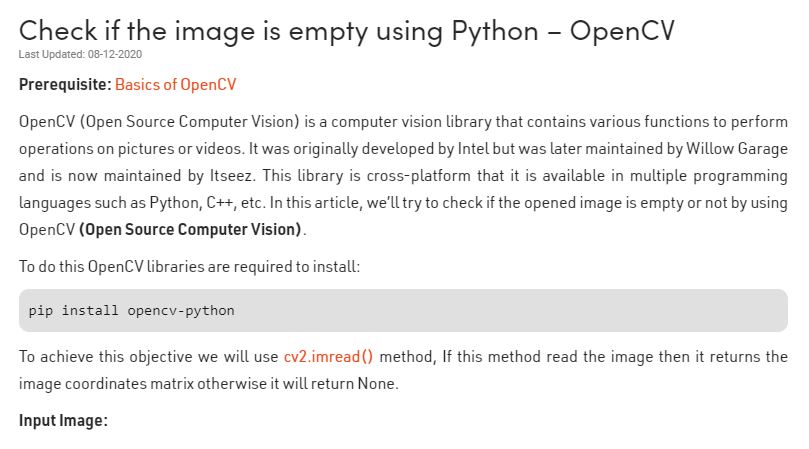 Check if the image is empty using Python – OpenCV
Last Updated: 08-12-2020
Prerequisite: Basics of OpenCV
OpenCV (Open Source Computer Vision) is a computer vision library that contains various functions to perform
operations on pictures or videos. It was originally developed by Intel but was later maintained by Willow Garage
and is now maintained by Itseez. This library is cross-platform that it is available in multiple programming
languages such as Python, C++, etc. In this article, we’ll try to check if the opened image is empty or not by using
OpenCV (Open Source Computer Vision).
To do this OpenCV libraries are required to install:
pip install opencv-python
To achieve this objective we will use cv2.imread() method, If this method read the image then it returns the
image coordinates matrix otherwise it will return None.
Input Image: